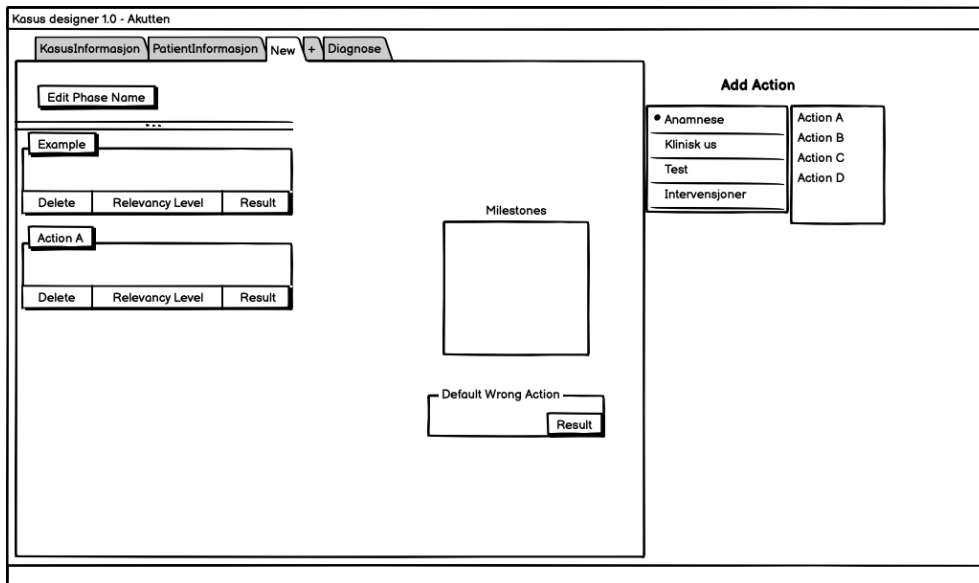 Kasus designer 1.0 - Akutten
KasusInformasjon PatientInformasjon New + Diagnose
Edit Phase Name
Example
Delete Relevancy Level Result
Action A
Delete Relevancy Level Result
Milestones
Default Wrong Action
Result
Add Action
Anamnese
Klinisk us
Test
Intervensjoner
Action A
Action B
Action C
Action D